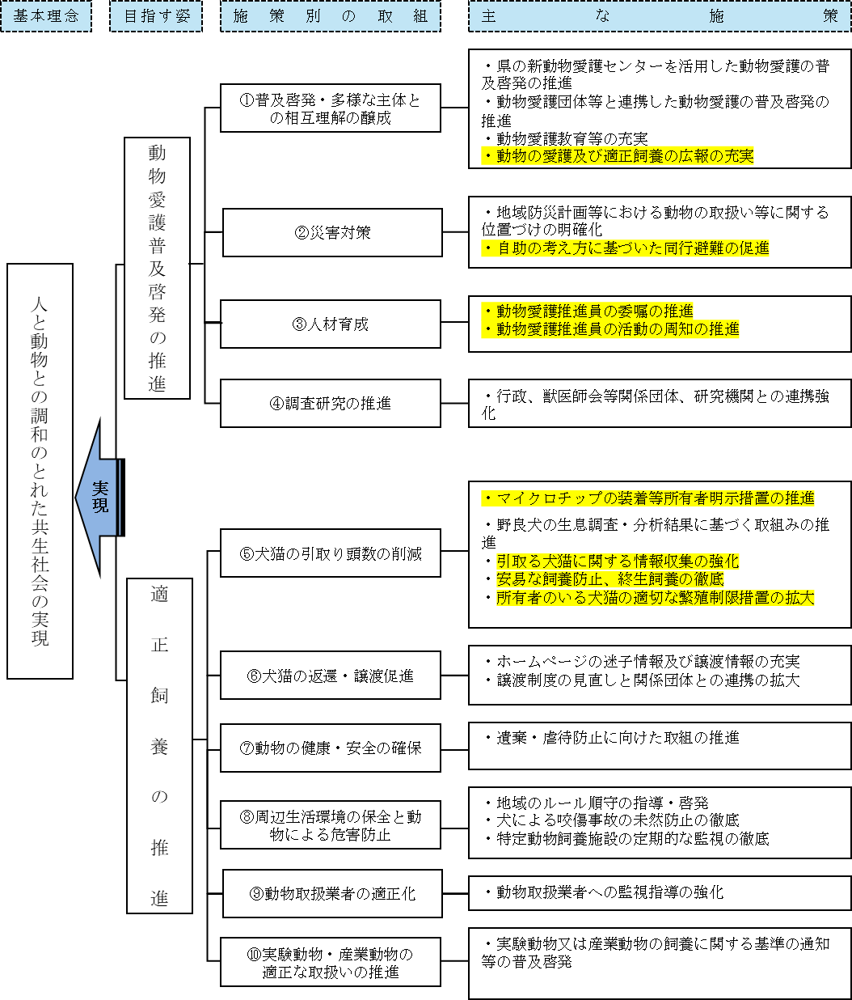 基本理念
目指す姿
施策別の取組
主な施策
人と動物との調和のとれた共生社会の実現
実現
動物愛護普及啓発の推進
①普及啓発・多様な主体と
の相互理解の醸成
・県の新動物愛護センターを活用した動物愛護の普
及啓発の推進
・動物愛護団体等と連携した動物愛護の普及啓発の
推進
・動物愛護教育等の充実
・動物の愛護及び適正飼養の広報の充実
②災害対策
・地域防災計画等における動物の取扱い等に関する
位置づけの明確化
・自助の考え方に基づいた同行避難の促進
③人材育成
・動物愛護推進員の委嘱の推進
・動物愛護推進員の活動の周知の推進
④調査研究の推進
・行政、獣医師会等関係団体、研究機関との連携強
化
適正飼養の推進
⑤犬猫の引取り頭数の削減
・マイクロチップの装着等所有者明示措置の推進
・野良犬の生息調査・分析結果に基づく取組みの推
進
・引取る犬猫に関する情報収集の強化
・安易な飼養防止、終生飼養の徹底
・所有者のいる犬猫の適切な繁殖制限措置の拡大
⑥犬猫の返還・譲渡促進
・ホームページの迷子情報及び譲渡情報の充実
・譲渡制度の見直しと関係団体との連携の拡大
⑦動物の健康・安全の確保
・遺棄・虐待防止に向けた取組の推進
⑧周辺生活環境の保全と動
物による危害防止
・地域のルール順守の指導・啓発
・犬による咬傷事故の未然防止の徹底
・特定動物飼養施設の定期的な監視の徹底
⑨動物取扱業者の適正化
・動物取扱業者への監視指導の強化
⑩実験動物・産業動物の
適正な取扱いの推進
・実験動物又は産業動物の飼養に関する基準の通知
等の普及啓発